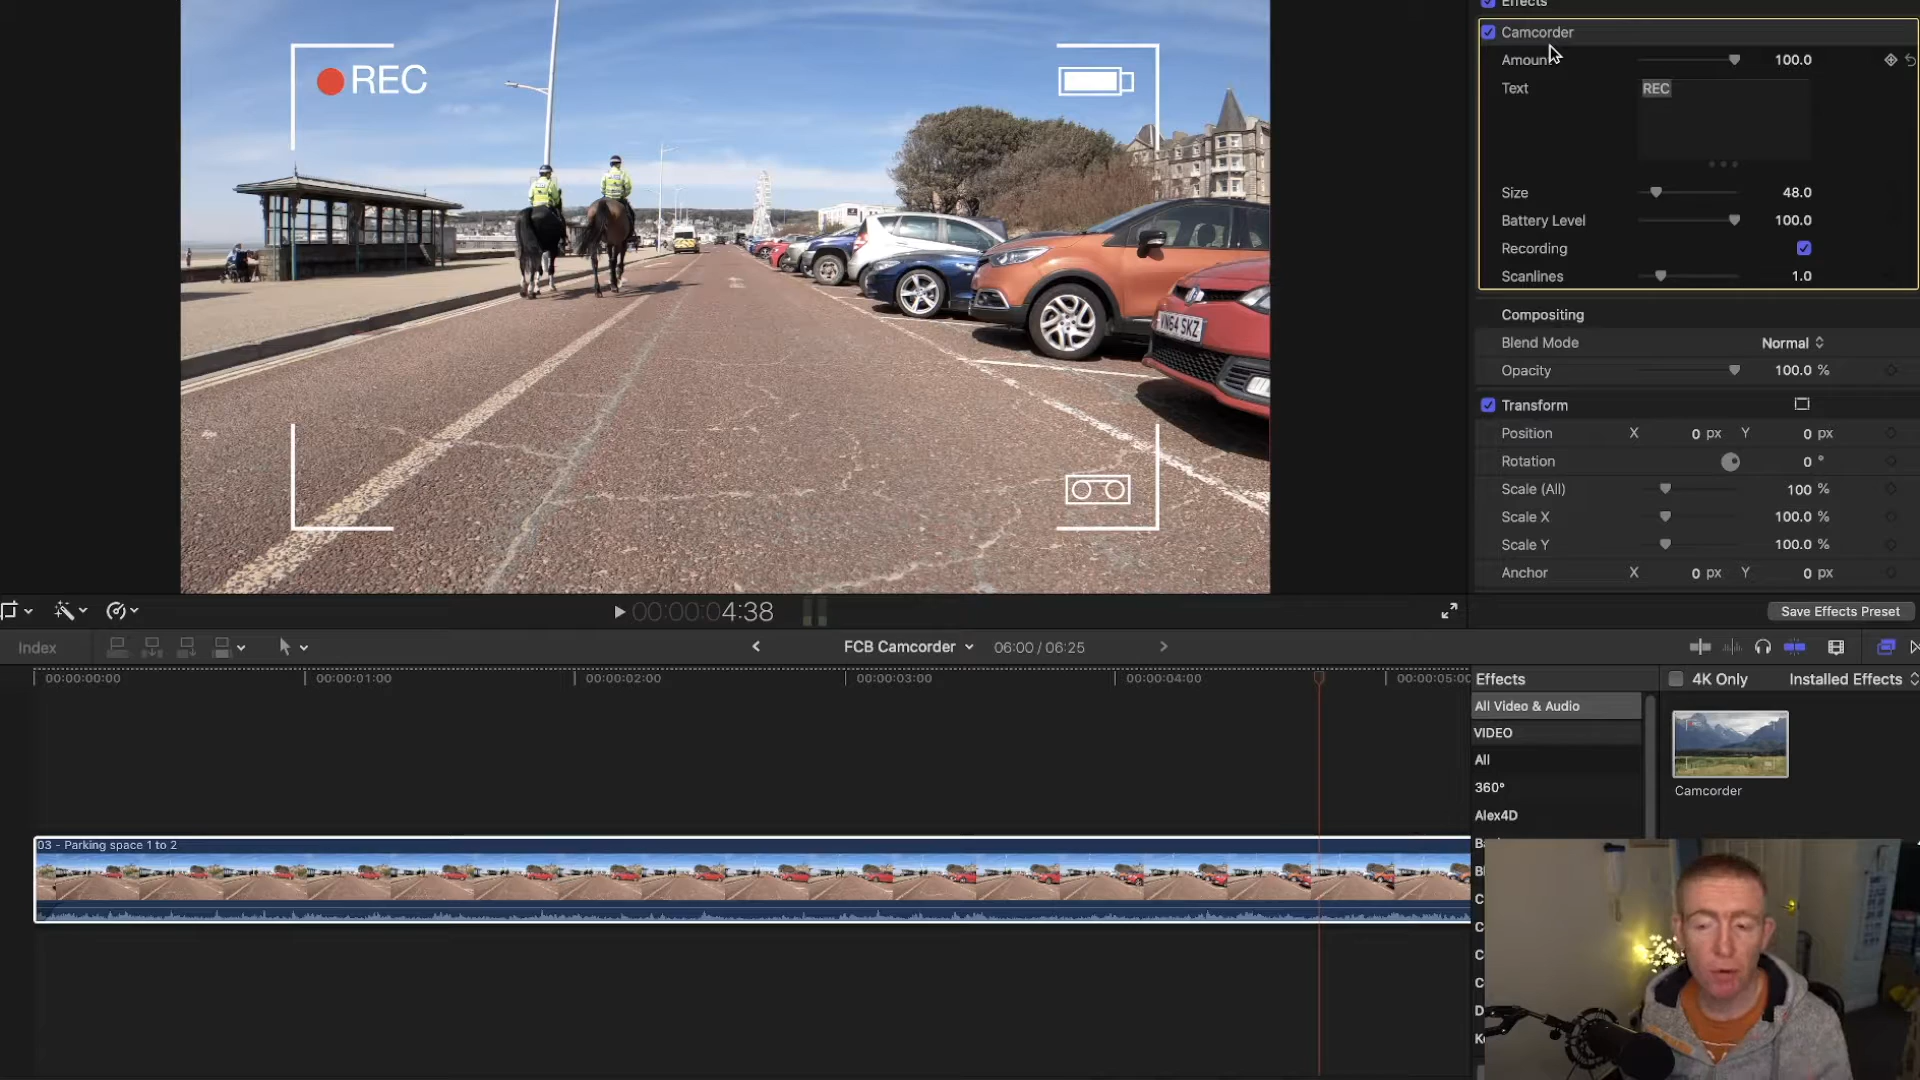 Effects
Camcorder
Amount 100.0
Text REC
Size 48.0
Battery Level 100.0
Recording
Scanlines 1.0
Compositing
Blend Mode Normal
Opacity 100.0 %
Transform
Position X 0 px Y 0 px
Rotation 0 °
Scale (All) 100 %
Scale X 100.0 %
Scale Y 100.0 %
Anchor X 0 px Y 0 px
Save Effects Preset
REC
VN64 SKZ
00:00:04:38
Index
FCB Camcorder 06:00 / 06:25
00:00:00:00 00:00:01:00 00:00:02:00 00:00:03:00 00:00:04:00 00:00:05:00
03 - Parking space 1 to 2
Effects 4K Only Installed Effects
All Video & Audio
VIDEO
All
360°
Alex4D
Camcorder